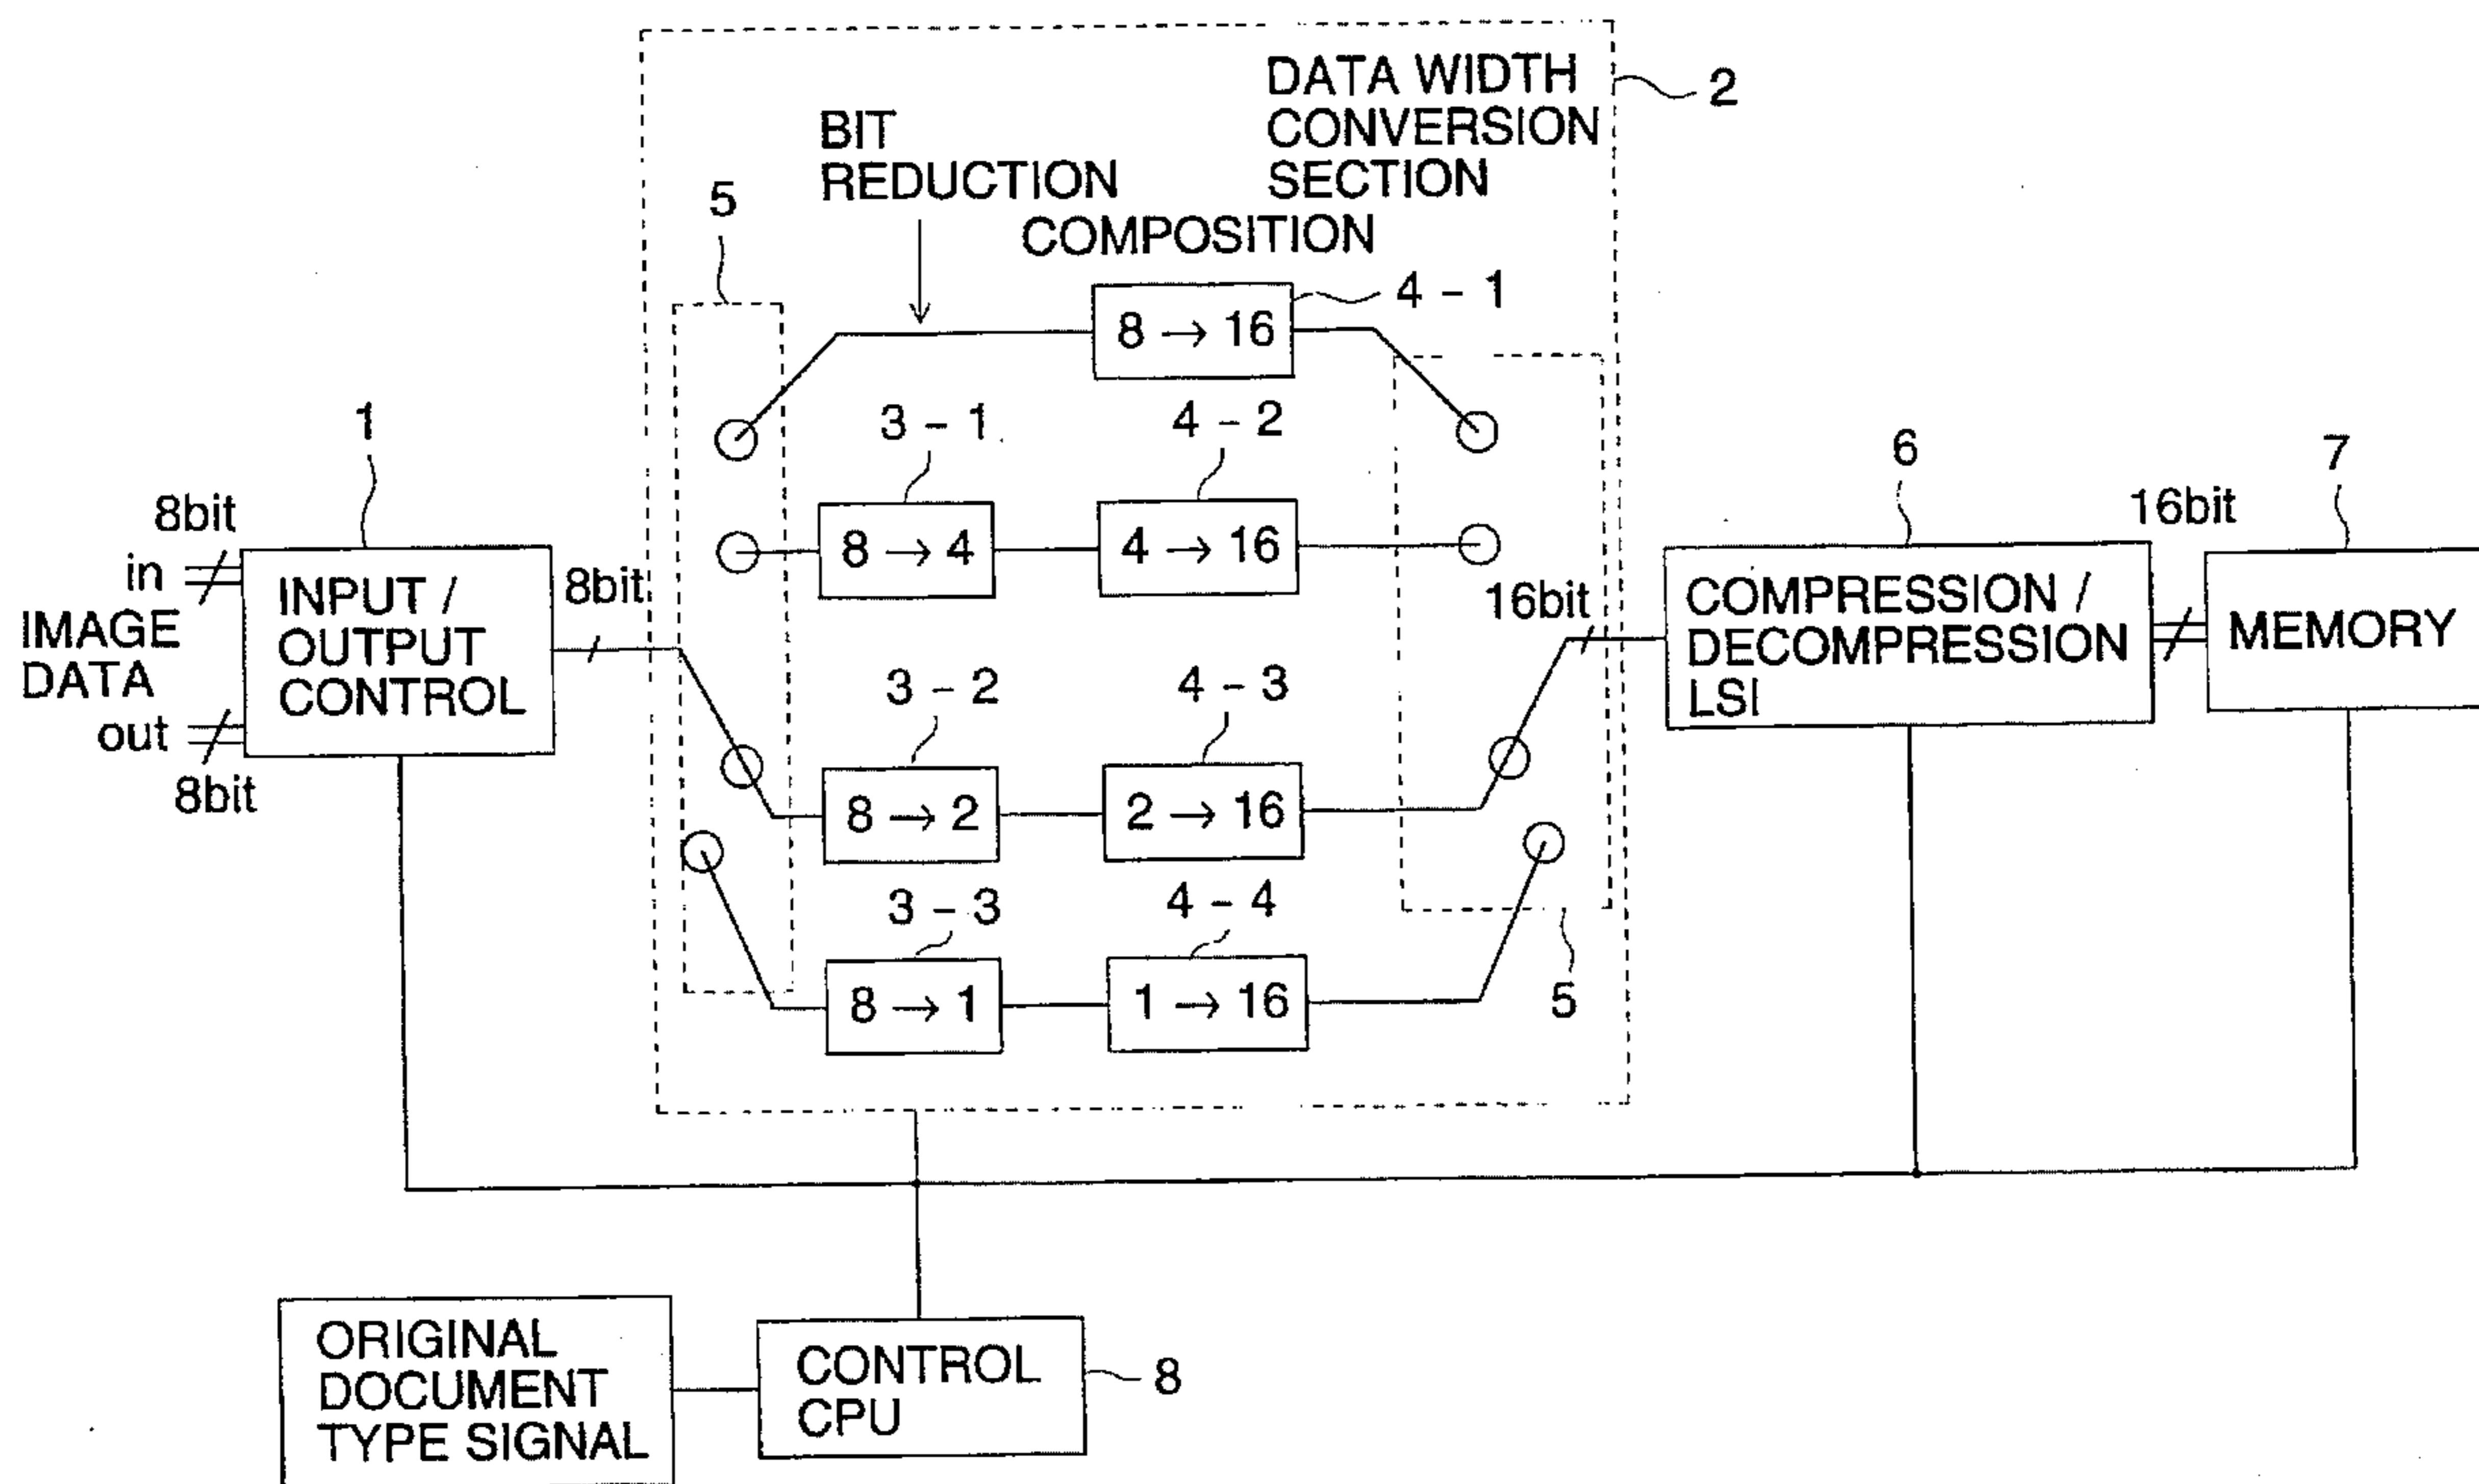 DATA WIDTH
CONVERSION
SECTION
2
BIT
REDUCTION
COMPOSITION
5
8 → 16
4 - 1
1
3 - 1
4 - 2
6
7
8bit
in
IMAGE
DATA
out
8bit
INPUT /
OUTPUT
CONTROL
8bit
8 → 4
4 → 16
16bit
COMPRESSION /
DECOMPRESSION
LSI
16bit
MEMORY
3 - 2
4 - 3
8 → 2
2 → 16
3 - 3
4 - 4
8 → 1
1 → 16
5
ORIGINAL
DOCUMENT
TYPE SIGNAL
CONTROL
CPU
8